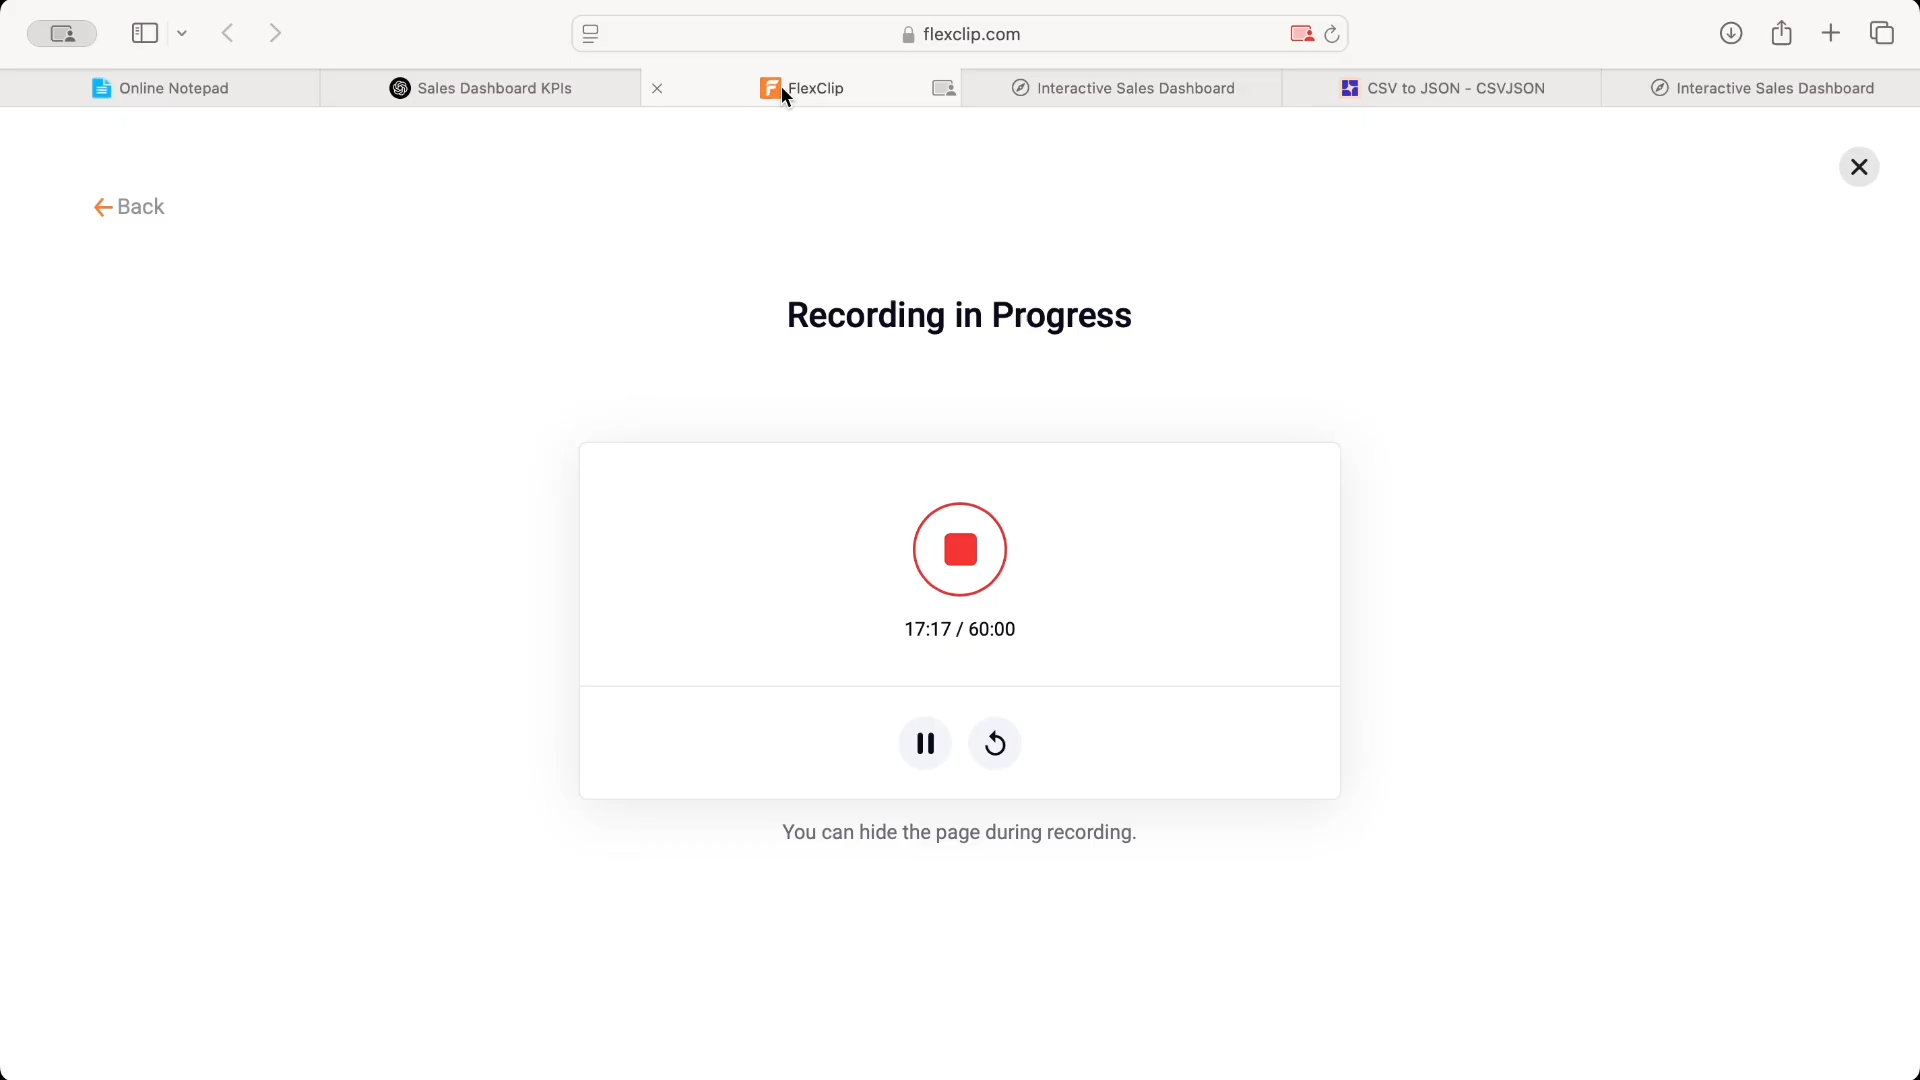 flexclip.com
Online Notepad
Sales Dashboard KPIs
FlexClip
Interactive Sales Dashboard
CSV to JSON - CSVJSON
Interactive Sales Dashboard
Back
Recording in Progress
17:17 / 60:00
You can hide the page during recording.